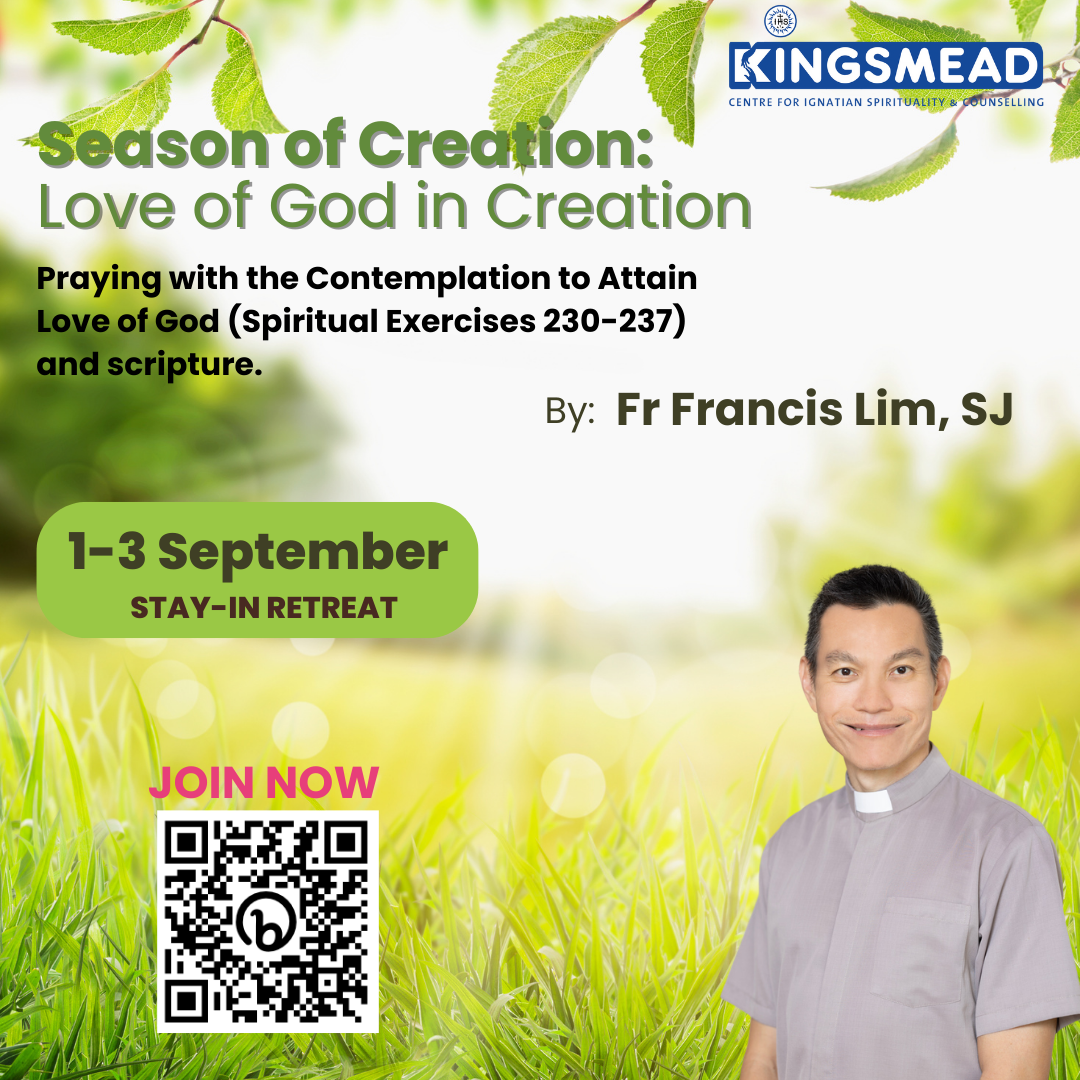 IHS
KINGSMEAD
CENTRE FOR IGNATIAN SPIRITUALITY & COUNSELLING
Season of Creation:
Love of God in Creation
Praying with the Contemplation to Attain
Love of God (Spiritual Exercises 230-237)
and scripture.
By: Fr Francis Lim, SJ
1-3 September
STAY-IN RETREAT
JOIN NOW
b